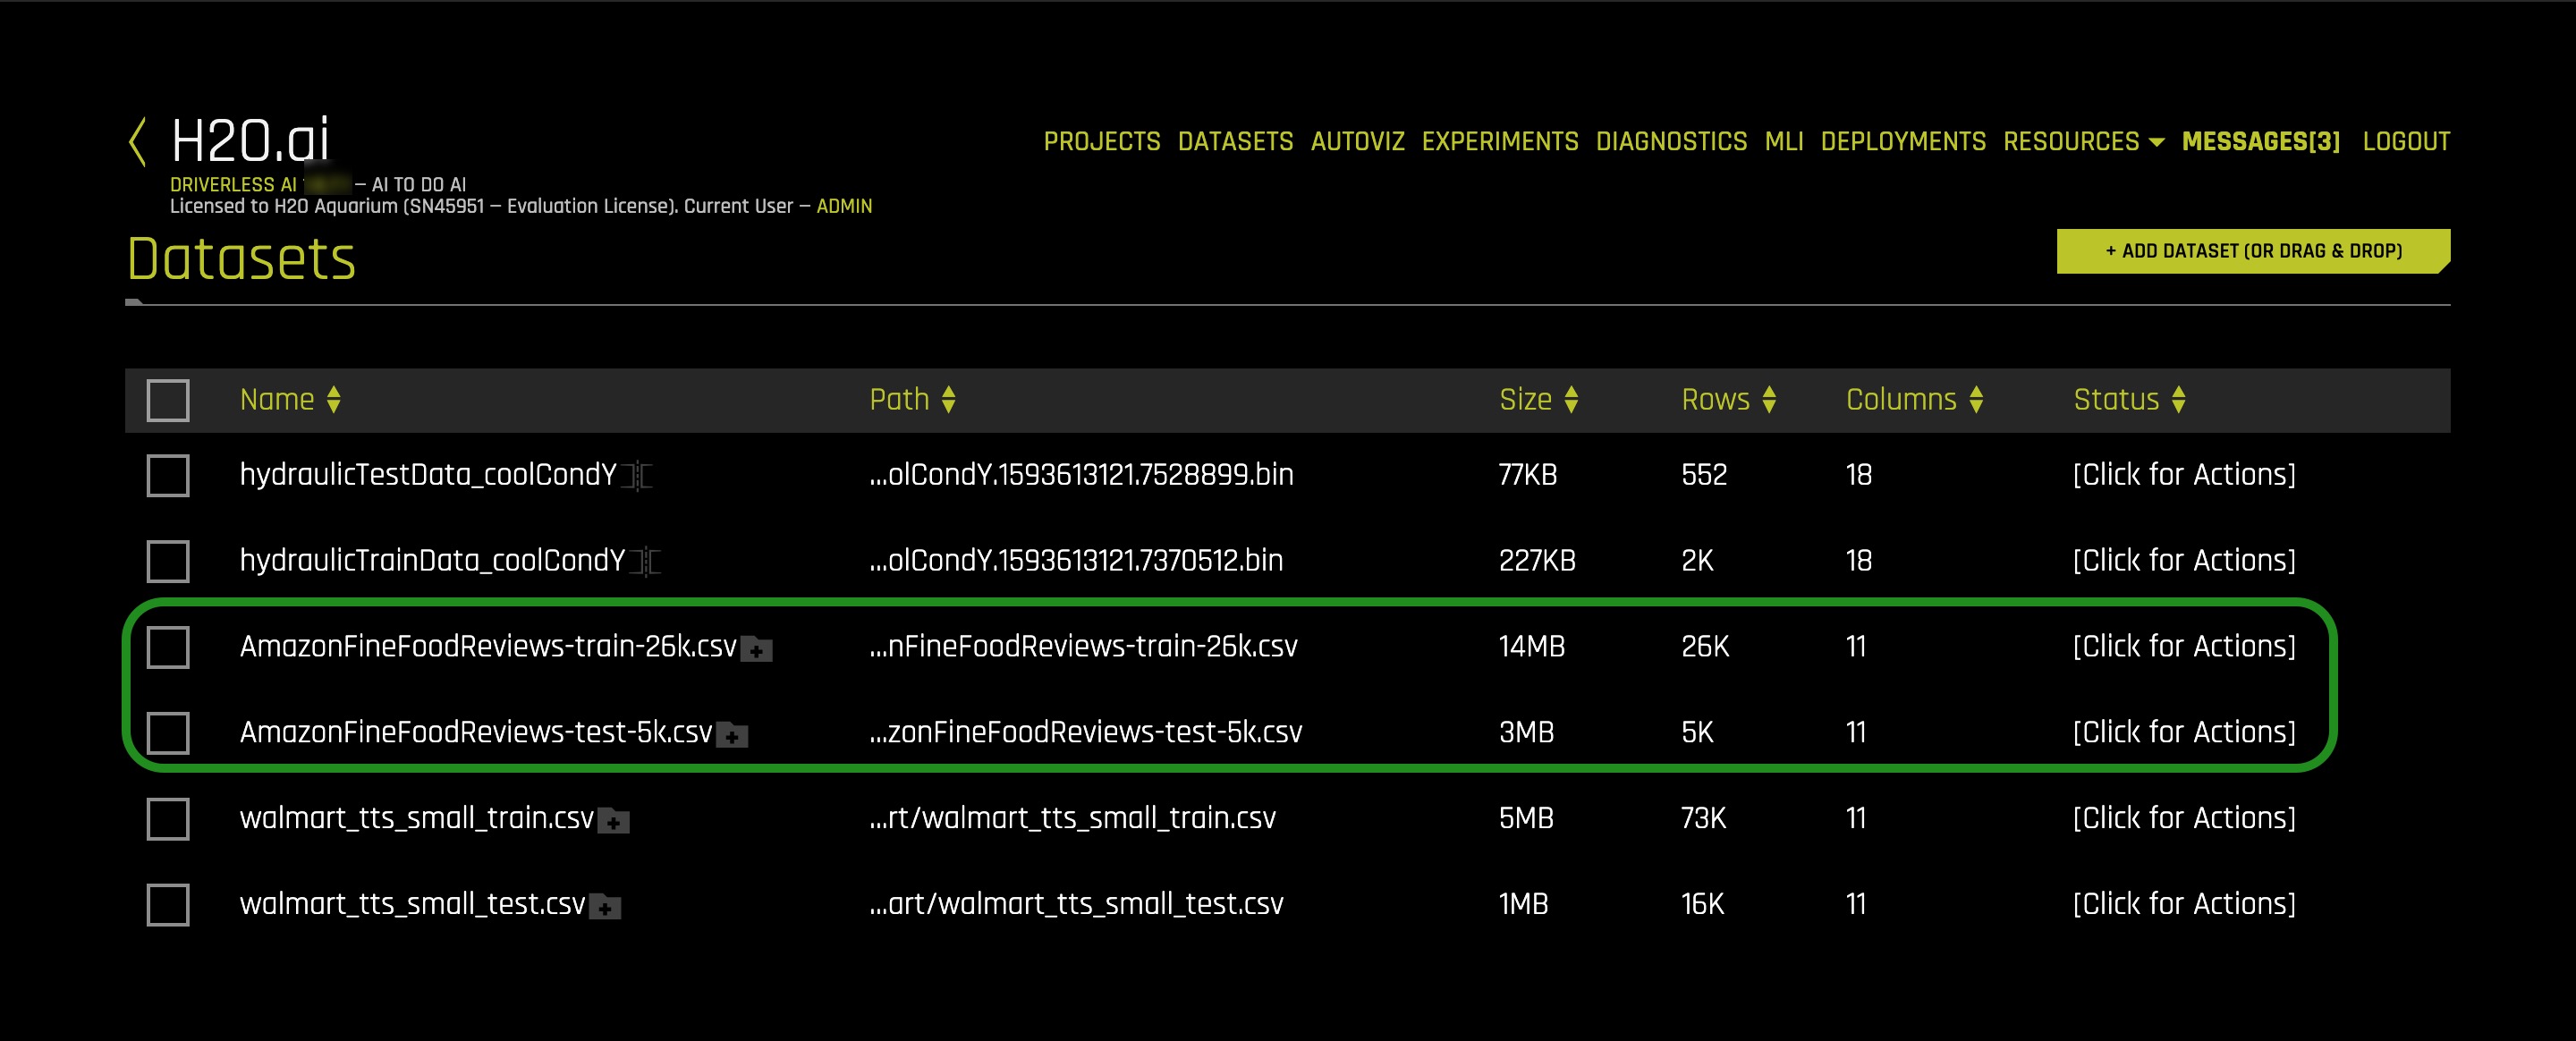 H2O.ai
PROJECTS DATASETS AUTOVIZ EXPERIMENTS DIAGNOSTICS MLI DEPLOYMENTS RESOURCES MESSAGES[3] LOGOUT
DRIVERLESS AI — AI TO DO AI
Licensed to H2O Aquarium (SN45951 — Evaluation License). Current User — ADMIN
Datasets
+ ADD DATASET (OR DRAG & DROP)
Name Path Size Rows Columns Status
hydraulicTestData_coolCondY ...olCondY.1593613121.7528899.bin 77KB 552 18 [Click for Actions]
hydraulicTrainData_coolCondY ...olCondY.1593613121.7370512.bin 227KB 2K 18 [Click for Actions]
AmazonFineFoodReviews-train-26k.csv ...nFineFoodReviews-train-26k.csv 14MB 26K 11 [Click for Actions]
AmazonFineFoodReviews-test-5k.csv ...zonFineFoodReviews-test-5k.csv 3MB 5K 11 [Click for Actions]
walmart_tts_small_train.csv ...rt/walmart_tts_small_train.csv 5MB 73K 11 [Click for Actions]
walmart_tts_small_test.csv ...art/walmart_tts_small_test.csv 1MB 16K 11 [Click for Actions]